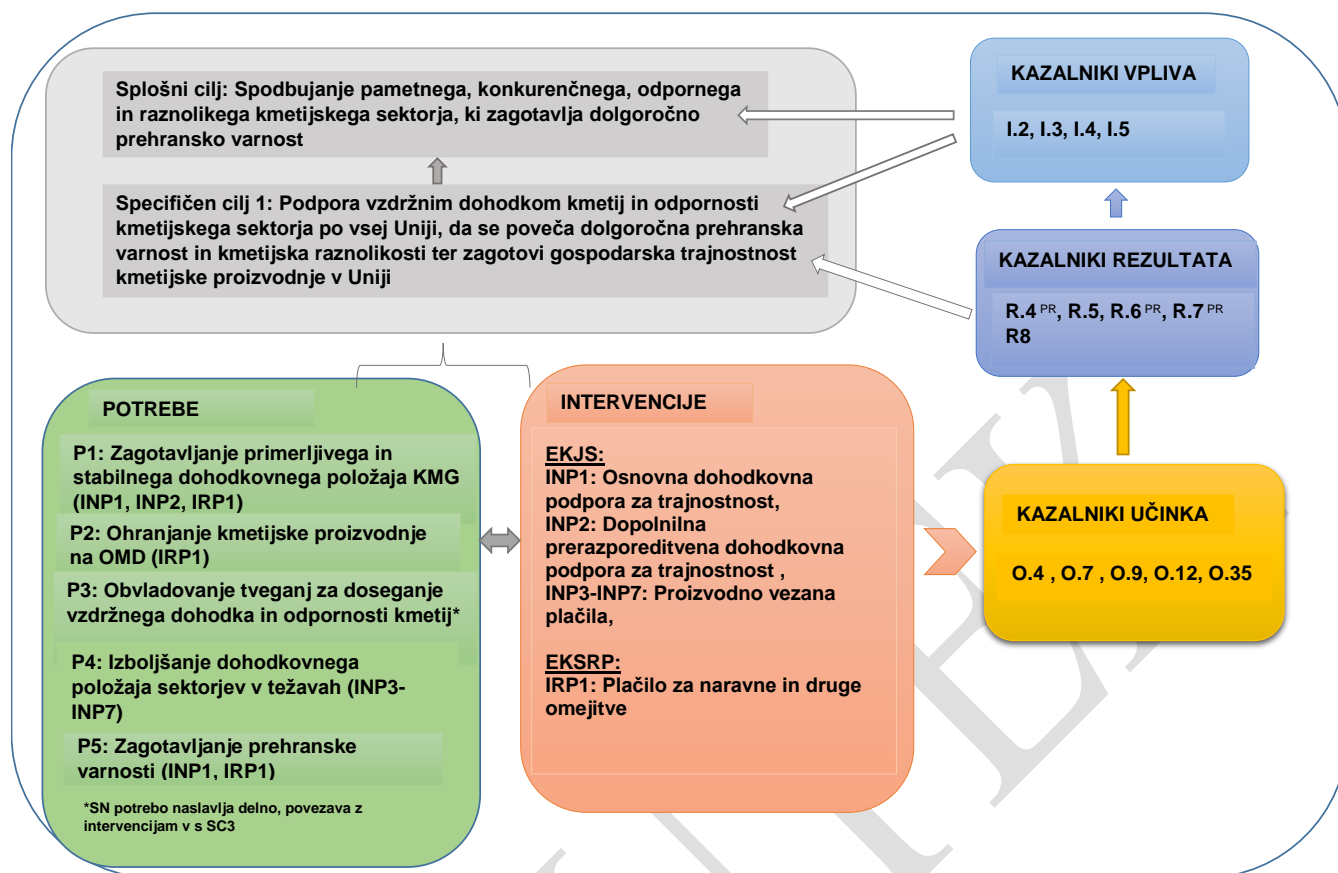 Splošni cilj: Spodbujanje pametnega, konkurenčnega, odpornega
in raznolikega kmetijskega sektorja, ki zagotavlja dolgoročno
prehransko varnost
Specifičen cilj 1: Podpora vzdržnim dohodkom kmetij in odpornosti
kmetijskega sektorja po vsej Uniji, da se poveča dolgoročna prehranska
varnost in kmetijska raznolikosti ter zagotovi gospodarska trajnostnost
kmetijske proizvodnje v Uniji
KAZALNIKI VPLIVA
I.2, I.3, I.4, I.5
KAZALNIKI REZULTATA
R.4 PR, R.5, R.6 PR, R.7 PR
R8
POTREBE
P1: Zagotavljanje primerljivega in
stabilnega dohodkovnega položaja KMG
(INP1, INP2, IRP1)
P2: Ohranjanje kmetijske proizvodnje
na OMD (IRP1)
P3: Obvladovanje tveganj za doseganje
vzdržnega dohodka in odpornosti kmetij*
P4: Izboljšanje dohodkovnega
položaja sektorjev v težavah (INP3-
INP7)
P5: Zagotavljanje prehranske
varnosti (INP1, IRP1)
*SN potrebo naslavlja delno, povezava z
intervencijam v s SC3
INTERVENCIJE
EKJS:
INP1: Osnovna dohodkovna
podpora za trajnostnost,
INP2: Dopolnilna
prerazporeditvena dohodkovna
podpora za trajnostnost ,
INP3-INP7: Proizvodno vezana
plačila,
EKSRP:
IRP1: Plačilo za naravne in druge
omejitve
KAZALNIKI UČINKA
O.4 , O.7 , O.9, O.12, O.35